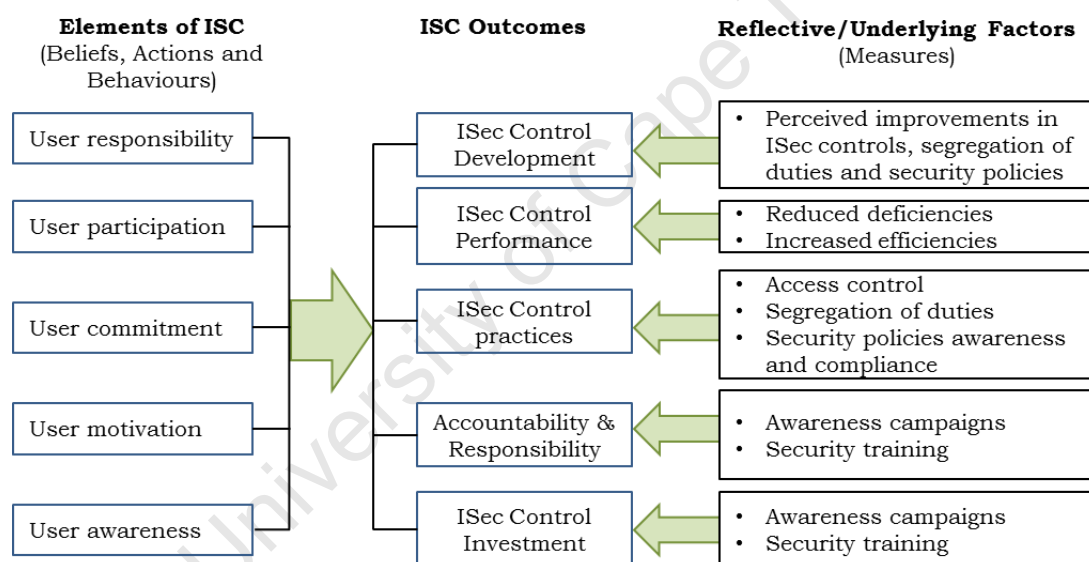 Elements of ISC
(Beliefs, Actions and
Behaviours)
User responsibility
User participation
User commitment
User motivation
User awareness
ISC Outcomes
ISec Control
Development
ISec Control
Performance
ISec Control
practices
Accountability &
Responsibility
ISec Control
Investment
Reflective/Underlying Factors
(Measures)
• Perceived improvements in
ISec controls, segregation of
duties and security policies
• Reduced deficiencies
• Increased efficiencies
• Access control
• Segregation of duties
• Security policies awareness
and compliance
• Awareness campaigns
• Security training
• Awareness campaigns
• Security training
University of Cape